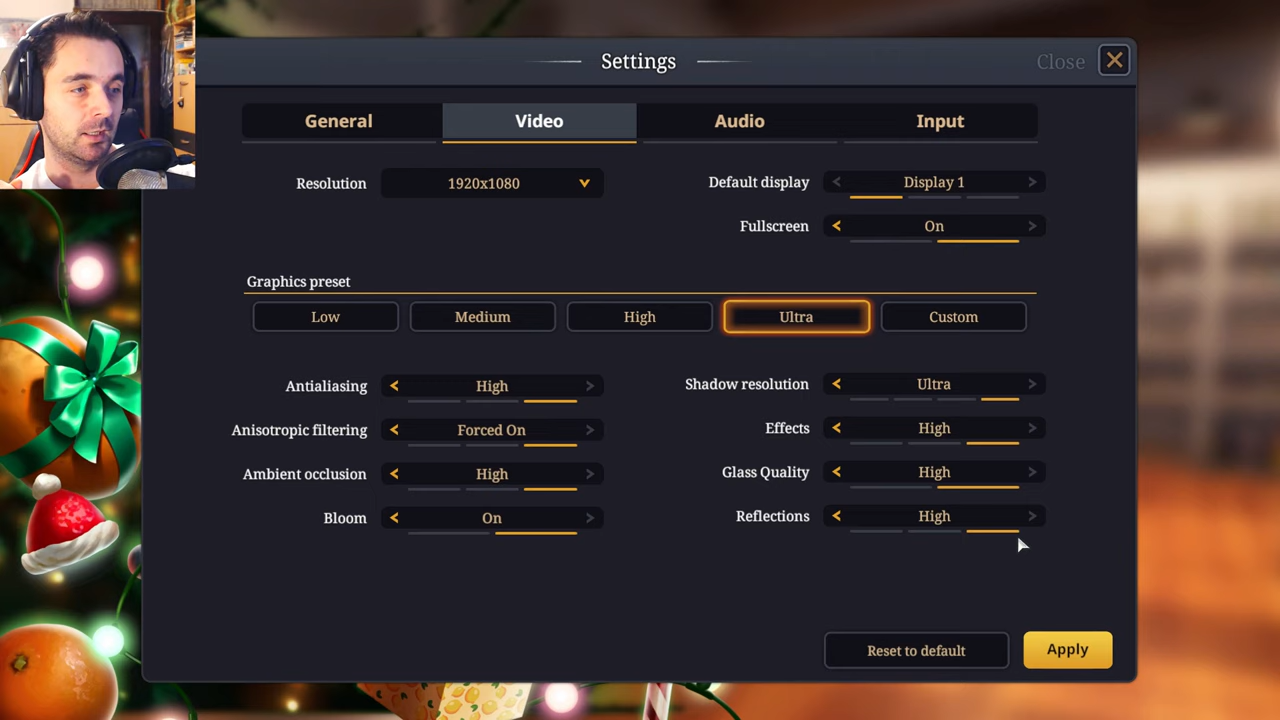 Settings
Close
General
Video
Audio
Input
Resolution
1920x1080
Default display
Display 1
Fullscreen
On
Graphics preset
Low
Medium
High
Ultra
Custom
Antialiasing
High
Shadow resolution
Ultra
Anisotropic filtering
Forced On
Effects
High
Ambient occlusion
High
Glass Quality
High
Bloom
On
Reflections
High
Reset to default
Apply